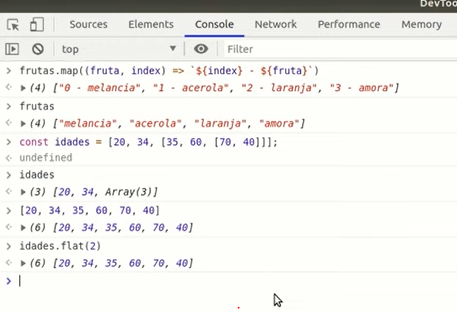 DevToo
Sources Elements Console Network Performance Memory
top Filter
frutas.map((fruta, index) => `${index} - ${fruta}`)
(4) ["0 - melancia", "1 - acerola", "2 - laranja", "3 - amora"]
frutas
(4) ["melancia", "acerola", "laranja", "amora"]
const idades = [20, 34, [35, 60, [70, 40]]];
undefined
idades
(3) [20, 34, Array(3)]
[20, 34, 35, 60, 70, 40]
(6) [20, 34, 35, 60, 70, 40]
idades.flat(2)
(6) [20, 34, 35, 60, 70, 40]